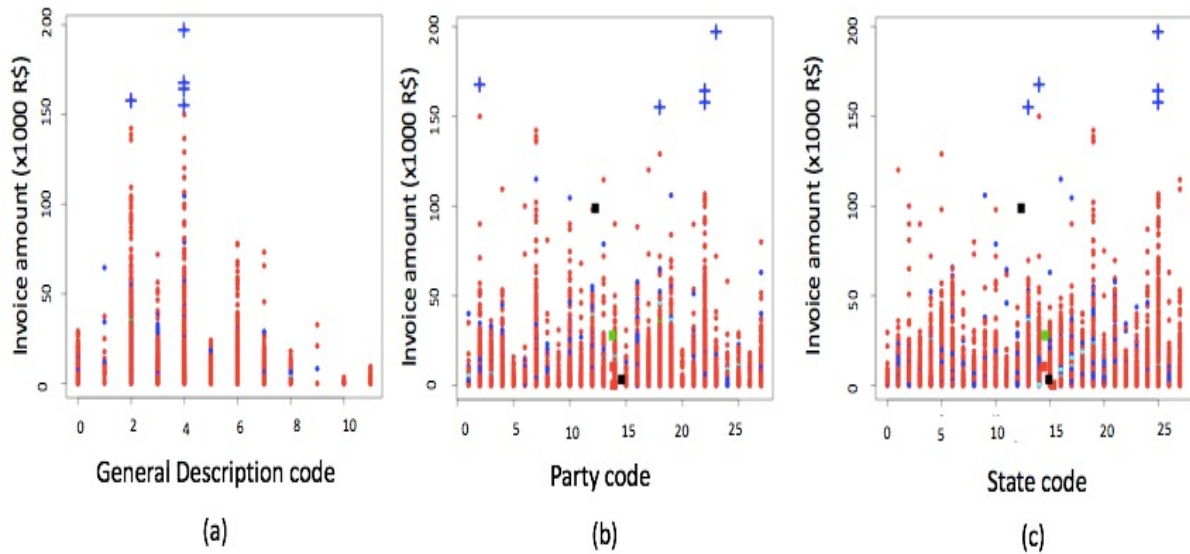 Invoice amount (x1000 R$)
0 50 100 150 200
0 2 4 6 8 10
General Description code
(a)
Invoice amount (x1000 R$)
0 50 100 150 200
0 5 10 15 20 25
Party code
(b)
Invoice amount (x1000 R$)
0 50 100 150 200
0 5 10 15 20 25
State code
(c)